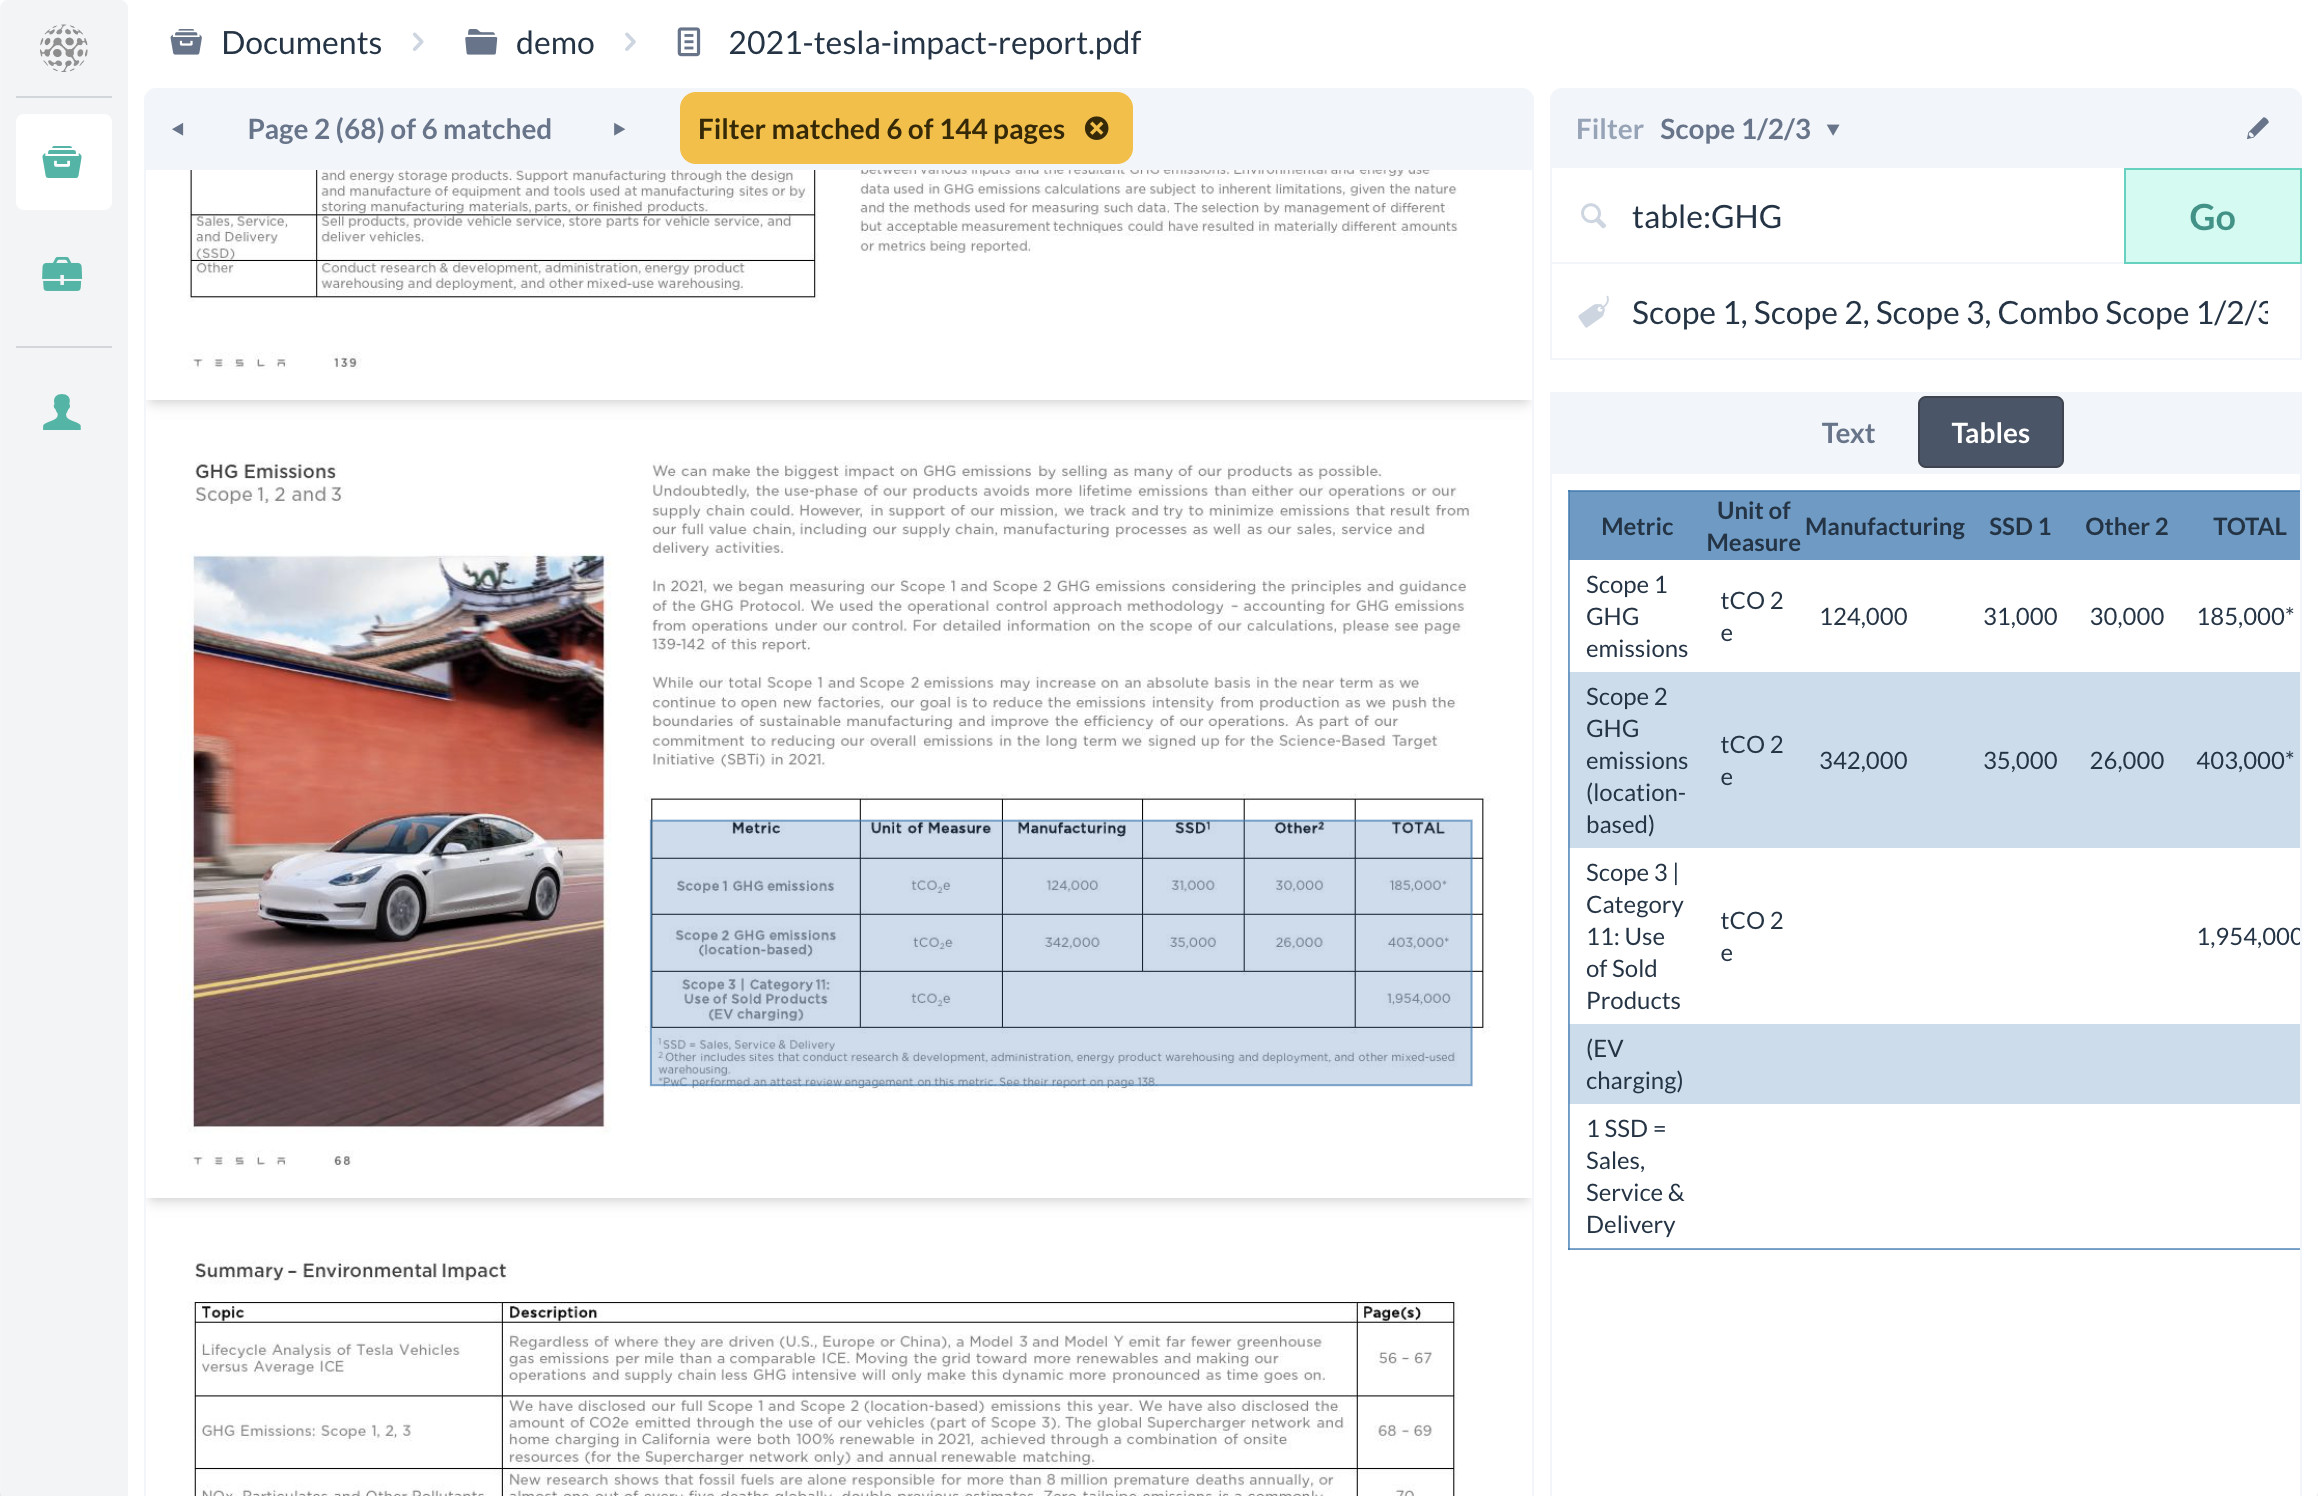 Documents
demo
2021-tesla-impact-report.pdf
Page 2 (68) of 6 matched
Filter matched 6 of 144 pages
and energy storage products. Support manufacturing through the design
and manufacture of equipment and tools used at manufacturing sites or by
storing manufacturing materials, parts, or finished products.
Sales, Service,
and Delivery
(SSD)
Sell products, provide vehicle service, store parts for vehicle service, and
deliver vehicles.
Other
Conduct research & development, administration, energy product
warehousing and deployment, and other mixed-use warehousing.
between various inputs and the resultant GHG emissions. Environmental and energy use
data used in GHG emissions calculations are subject to inherent limitations, given the nature
and the methods used for measuring such data. The selection by management of different
but acceptable measurement techniques could have resulted in materially different amounts
or metrics being reported.
TESLA 139
GHG Emissions
Scope 1, 2 and 3
We can make the biggest impact on GHG emissions by selling as many of our products as possible.
Undoubtedly, the use-phase of our products avoids more lifetime emissions than either our operations or our
supply chain could. However, in support of our mission, we track and try to minimize emissions that result from
our full value chain, including our supply chain, manufacturing processes as well as our sales, service and
delivery activities.
In 2021, we began measuring our Scope 1 and Scope 2 GHG emissions considering the principles and guidance
of the GHG Protocol. We used the operational control approach methodology – accounting for GHG emissions
from operations under our control. For detailed information on the scope of our calculations, please see page
139-142 of this report.
While our total Scope 1 and Scope 2 emissions may increase on an absolute basis in the near term as we
continue to open new factories, our goal is to reduce the emissions intensity from production as we push the
boundaries of sustainable manufacturing and improve the efficiency of our operations. As part of our
commitment to reducing our overall emissions in the long term we signed up for the Science-Based Target
Initiative (SBTi) in 2021.
Metric Unit of Measure Manufacturing SSD¹ Other² TOTAL
Scope 1 GHG emissions tCO₂e 124,000 31,000 30,000 185,000*
Scope 2 GHG emissions
(location-based) tCO₂e 342,000 35,000 26,000 403,000*
Scope 3 | Category 11:
Use of Sold Products
(EV charging) tCO₂e 1,954,000
¹ SSD = Sales, Service & Delivery
² Other includes sites that conduct research & development, administration, energy product warehousing and deployment, and other mixed-used
warehousing.
*PwC performed an attest review engagement on this metric. See their report on page 138.
TESLA 68
Summary – Environmental Impact
Topic Description Page(s)
Lifecycle Analysis of Tesla Vehicles
versus Average ICE
Regardless of where they are driven (U.S., Europe or China), a Model 3 and Model Y emit far fewer greenhouse
gas emissions per mile than a comparable ICE. Moving the grid toward more renewables and making our
operations and supply chain less GHG intensive will only make this dynamic more pronounced as time goes on.
56 – 67
GHG Emissions: Scope 1, 2, 3
We have disclosed our full Scope 1 and Scope 2 (location-based) emissions this year. We have also disclosed the
amount of CO2e emitted through the use of our vehicles (part of Scope 3). The global Supercharger network and
home charging in California were both 100% renewable in 2021, achieved through a combination of onsite
resources (for the Supercharger network only) and annual renewable matching.
68 – 69
NOx, Particulates and Other Pollutants
New research shows that fossil fuels are alone responsible for more than 8 million premature deaths annually, or
almost one out of every five deaths globally, double previous estimates. Zero tailpipe emissions is a commonly
70
Filter Scope 1/2/3
table:GHG
Go
Scope 1, Scope 2, Scope 3, Combo Scope 1/2/3
Text
Tables
Metric
Unit of
Measure
Manufacturing
SSD 1
Other 2
TOTAL
Scope 1
GHG
emissions
tCO 2
e
124,000
31,000
30,000
185,000*
Scope 2
GHG
emissions
(location-
based)
tCO 2
e
342,000
35,000
26,000
403,000*
Scope 3 |
Category
11: Use
of Sold
Products
tCO 2
e
1,954,000
(EV
charging)
1 SSD =
Sales,
Service &
Delivery